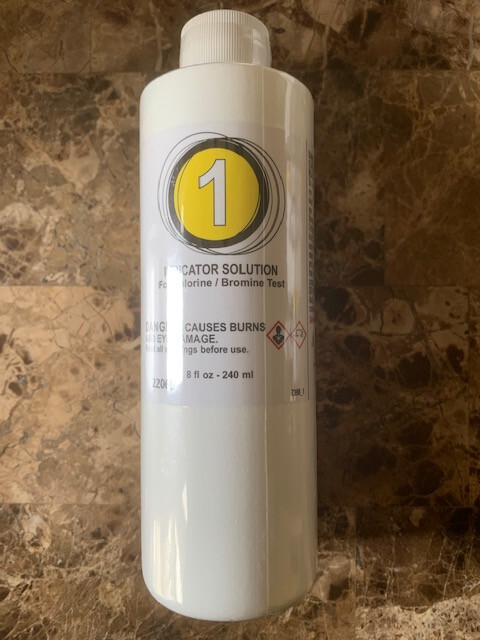 1
INDICATOR SOLUTION
For Chlorine / Bromine Test
DANGER CAUSES BURNS
AND EYE DAMAGE.
Read all warnings before use.
8 fl oz - 240 ml